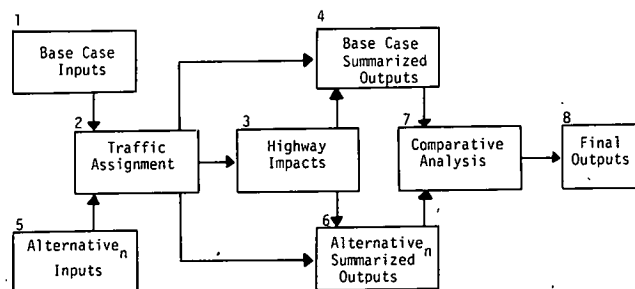 1
Base Case
Inputs
2
Traffic
Assignment
3
Highway
Impacts
4
Base Case
Summarized
Outputs
5
Alternative n
Inputs
6
Alternative n
Summarized
Outputs
7
Comparative
Analysis
8
Final
Outputs